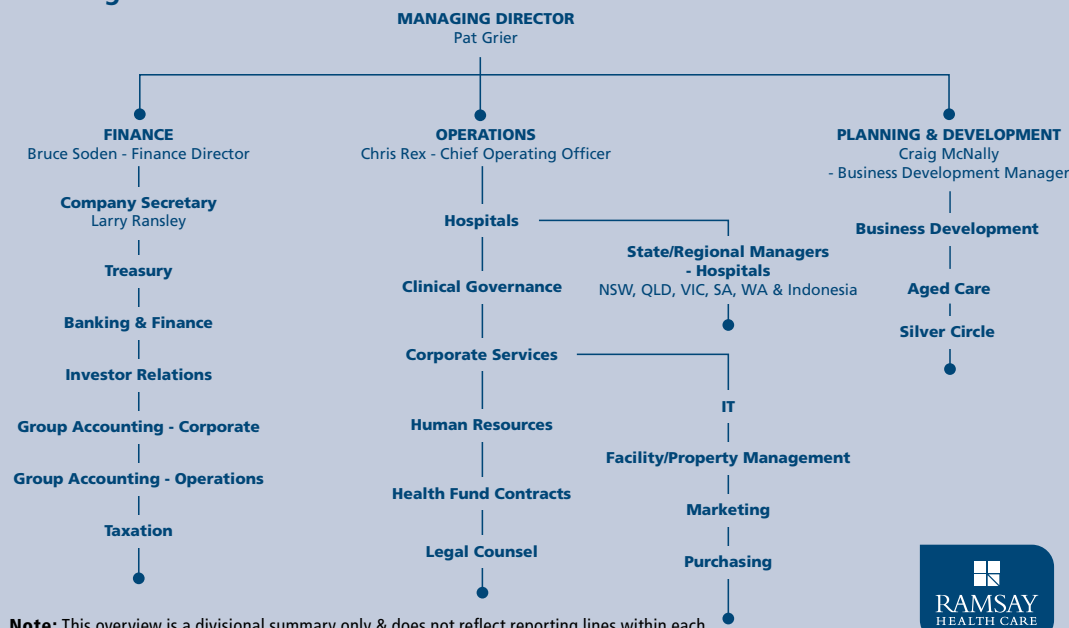 MANAGING DIRECTOR
Pat Grier
FINANCE
Bruce Soden - Finance Director
Company Secretary
Larry Ransley
Treasury
Banking & Finance
Investor Relations
Group Accounting - Corporate
Group Accounting - Operations
Taxation
OPERATIONS
Chris Rex - Chief Operating Officer
Hospitals
Clinical Governance
Corporate Services
Human Resources
Health Fund Contracts
Legal Counsel
State/Regional Managers
- Hospitals
NSW, QLD, VIC, SA, WA & Indonesia
IT
Facility/Property Management
Marketing
Purchasing
PLANNING & DEVELOPMENT
Craig McNally
- Business Development Manager
Business Development
Aged Care
Silver Circle
RAMSAY
HEALTH CARE
Note: This overview is a divisional summary only & does not reflect reporting lines within each